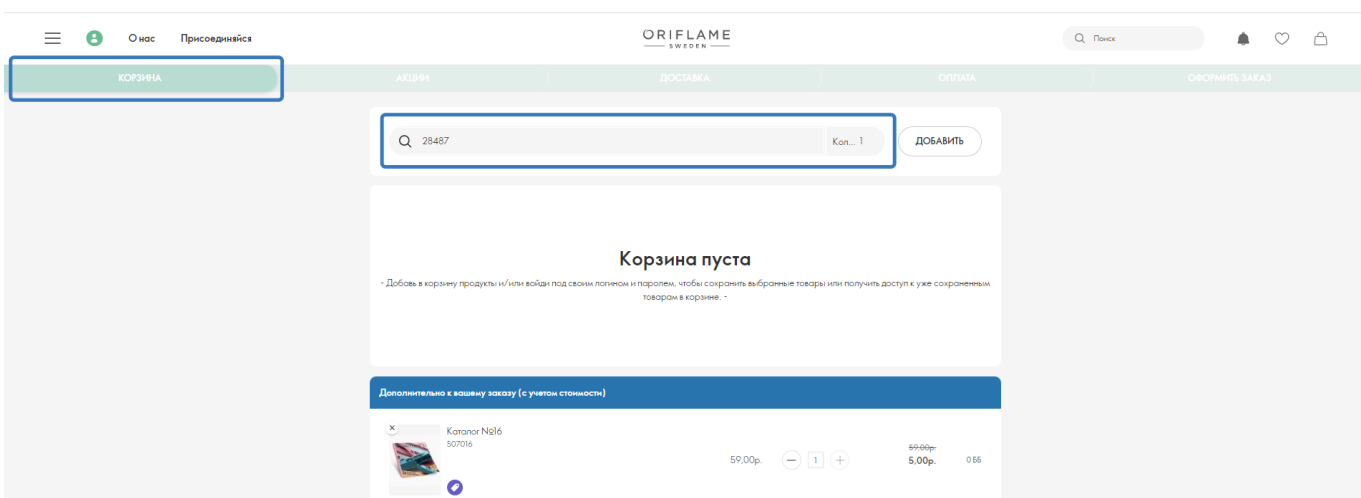 О нас
Присоединяйся
ORIFLAME
SWEDEN
Поиск
КОРЗИНА
АКЦИИ
ДОСТАВКА
ОПЛАТА
ОФОРМИТЬ ЗАКАЗ
28487
Кол... 1
ДОБАВИТЬ
Корзина пуста
- Добавь в корзину продукты и/или войди под своим логином и паролем, чтобы сохранить выбранные товары или получить доступ к уже сохраненным
товарам в корзине. -
Дополнительно к вашему заказу (с учетом стоимости)
Каталог №16
507016
59,00р.
1
59,00р.
5,00р.
0 ББ